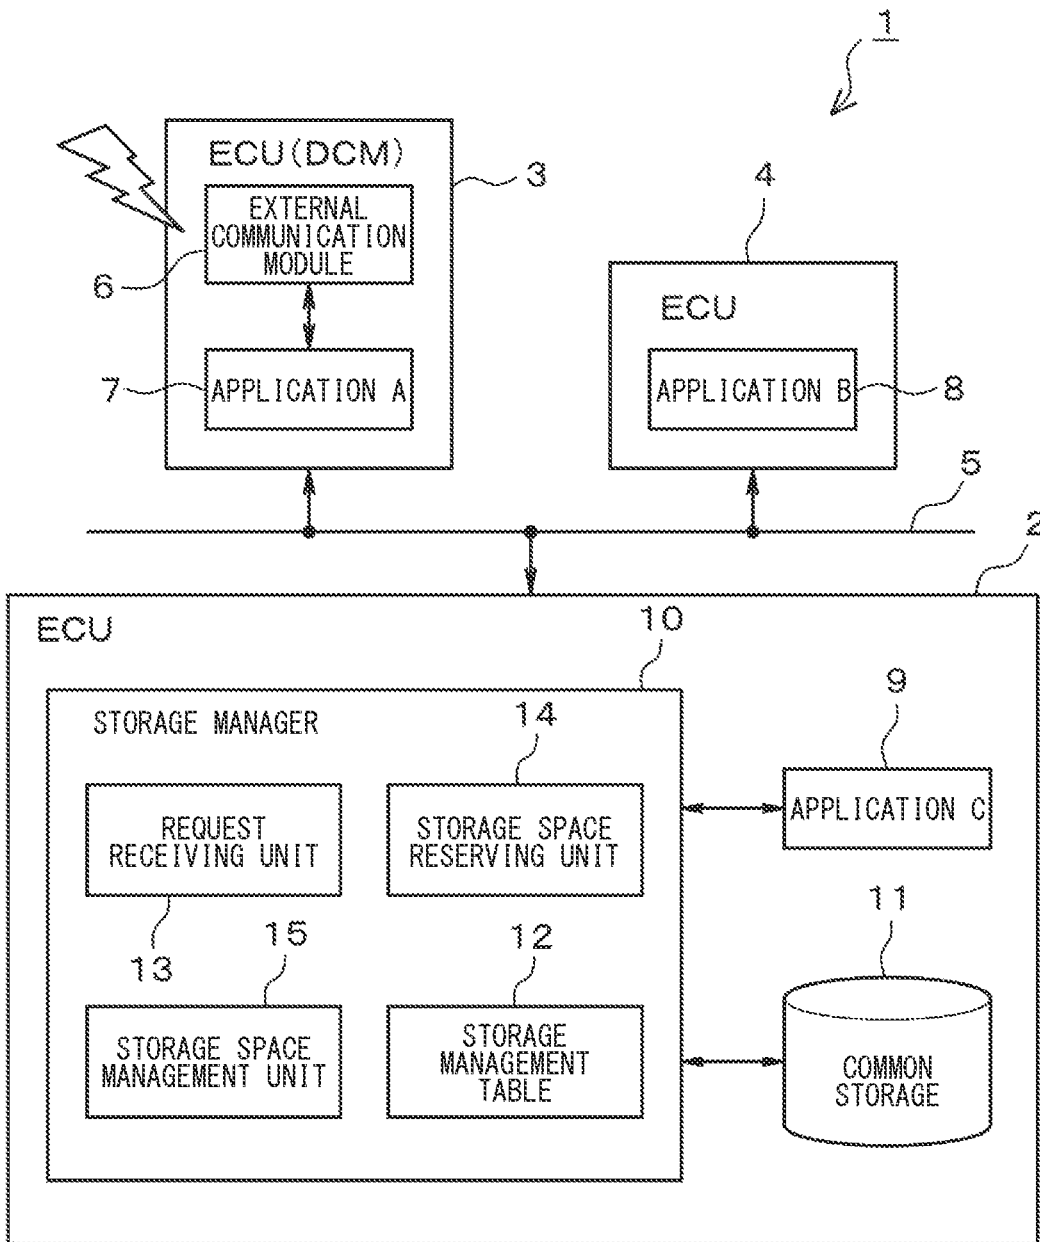 1
ECU(DCM)
3
EXTERNAL
COMMUNICATION
MODULE
6
7
APPLICATION A
4
ECU
APPLICATION B
8
5
2
ECU
10
STORAGE MANAGER
14
9
REQUEST
RECEIVING UNIT
STORAGE SPACE
RESERVING UNIT
APPLICATION C
13
15
12
11
STORAGE SPACE
MANAGEMENT UNIT
STORAGE
MANAGEMENT
TABLE
COMMON
STORAGE